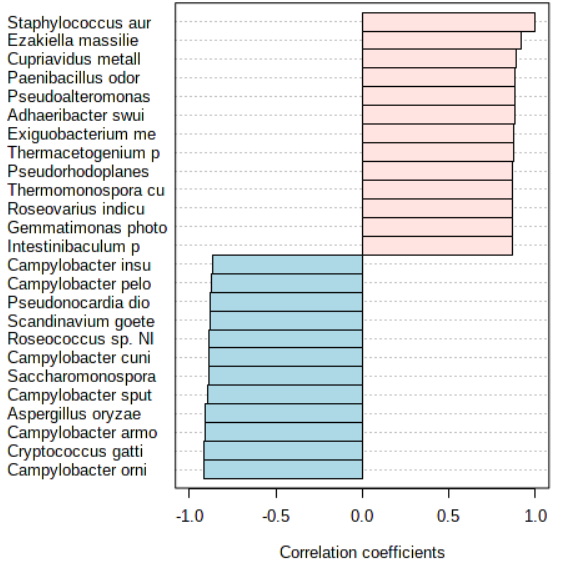 Staphylococcus aur
Ezakiella massilie
Cupriavidus metall
Paenibacillus odor
Pseudoalteromonas
Adhaeribacter swui
Exiguobacterium me
Thermacetogenium p
Pseudorhodoplanes
Thermomonospora cu
Roseovarius indicu
Gemmatimonas photo
Intestinibaculum p
Campylobacter insu
Campylobacter pelo
Pseudonocardia dio
Scandinavium goete
Roseococcus sp. NI
Campylobacter cuni
Saccharomonospora
Campylobacter sput
Aspergillus oryzae
Campylobacter armo
Cryptococcus gatti
Campylobacter orni
-1.0 -0.5 0.0 0.5 1.0
Correlation coefficients